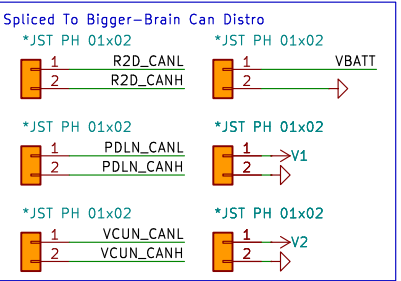 Spliced To Bigger-Brain Can Distro
*JST PH 01x02
1 R2D_CANL
2 R2D_CANH
*JST PH 01x02
1 VBATT
2
*JST PH 01x02
1 PDLN_CANL
2 PDLN_CANH
*JST PH 01x02
1 V1
2
*JST PH 01x02
1 VCUN_CANL
2 VCUN_CANH
*JST PH 01x02
1 V2
2